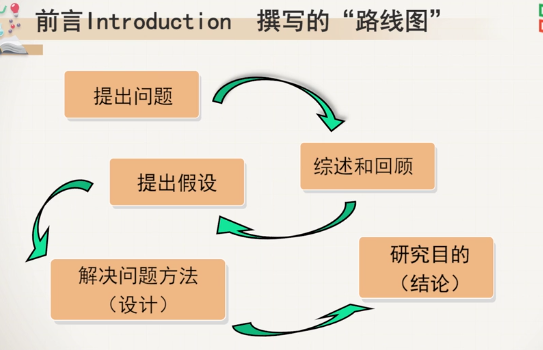 前言Introduction 撰写的“路线图”
提出问题
综述和回顾
提出假设
解决问题方法
（设计）
研究目的
（结论）